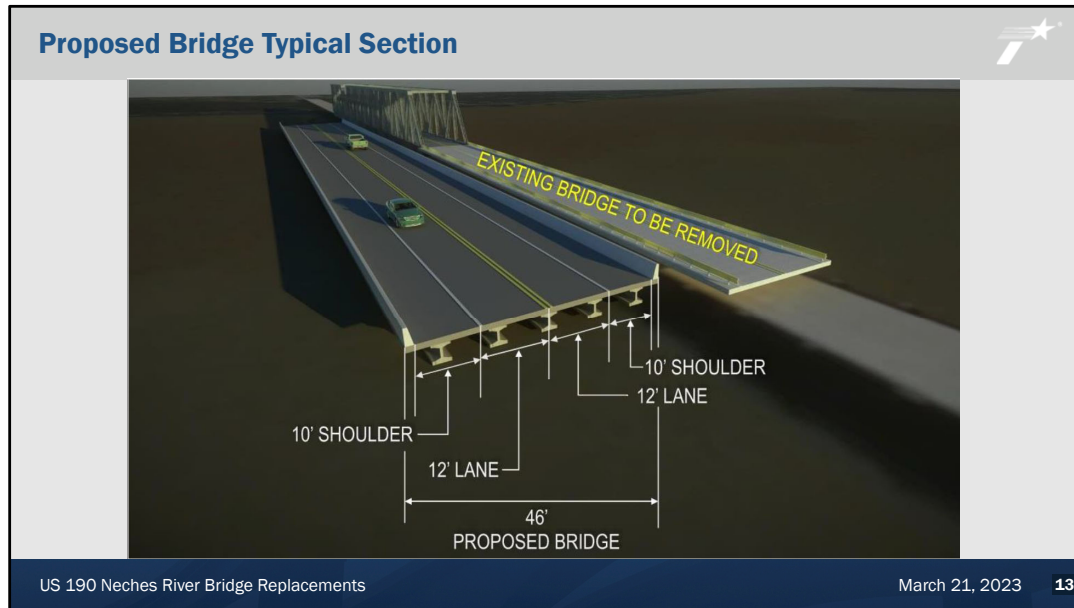 Proposed Bridge Typical Section
EXISTING BRIDGE TO BE REMOVED
10' SHOULDER
12' LANE
10' SHOULDER
12' LANE
46'
PROPOSED BRIDGE
US 190 Neches River Bridge Replacements
March 21, 2023
13